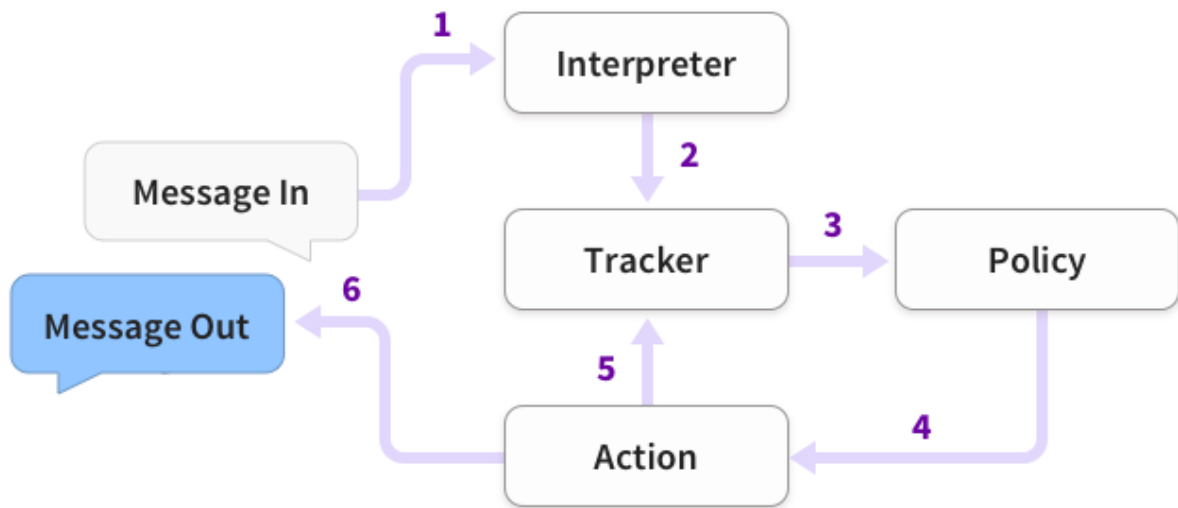 1
Interpreter
2
Message In
Tracker
3
Policy
6
Message Out
5
4
Action